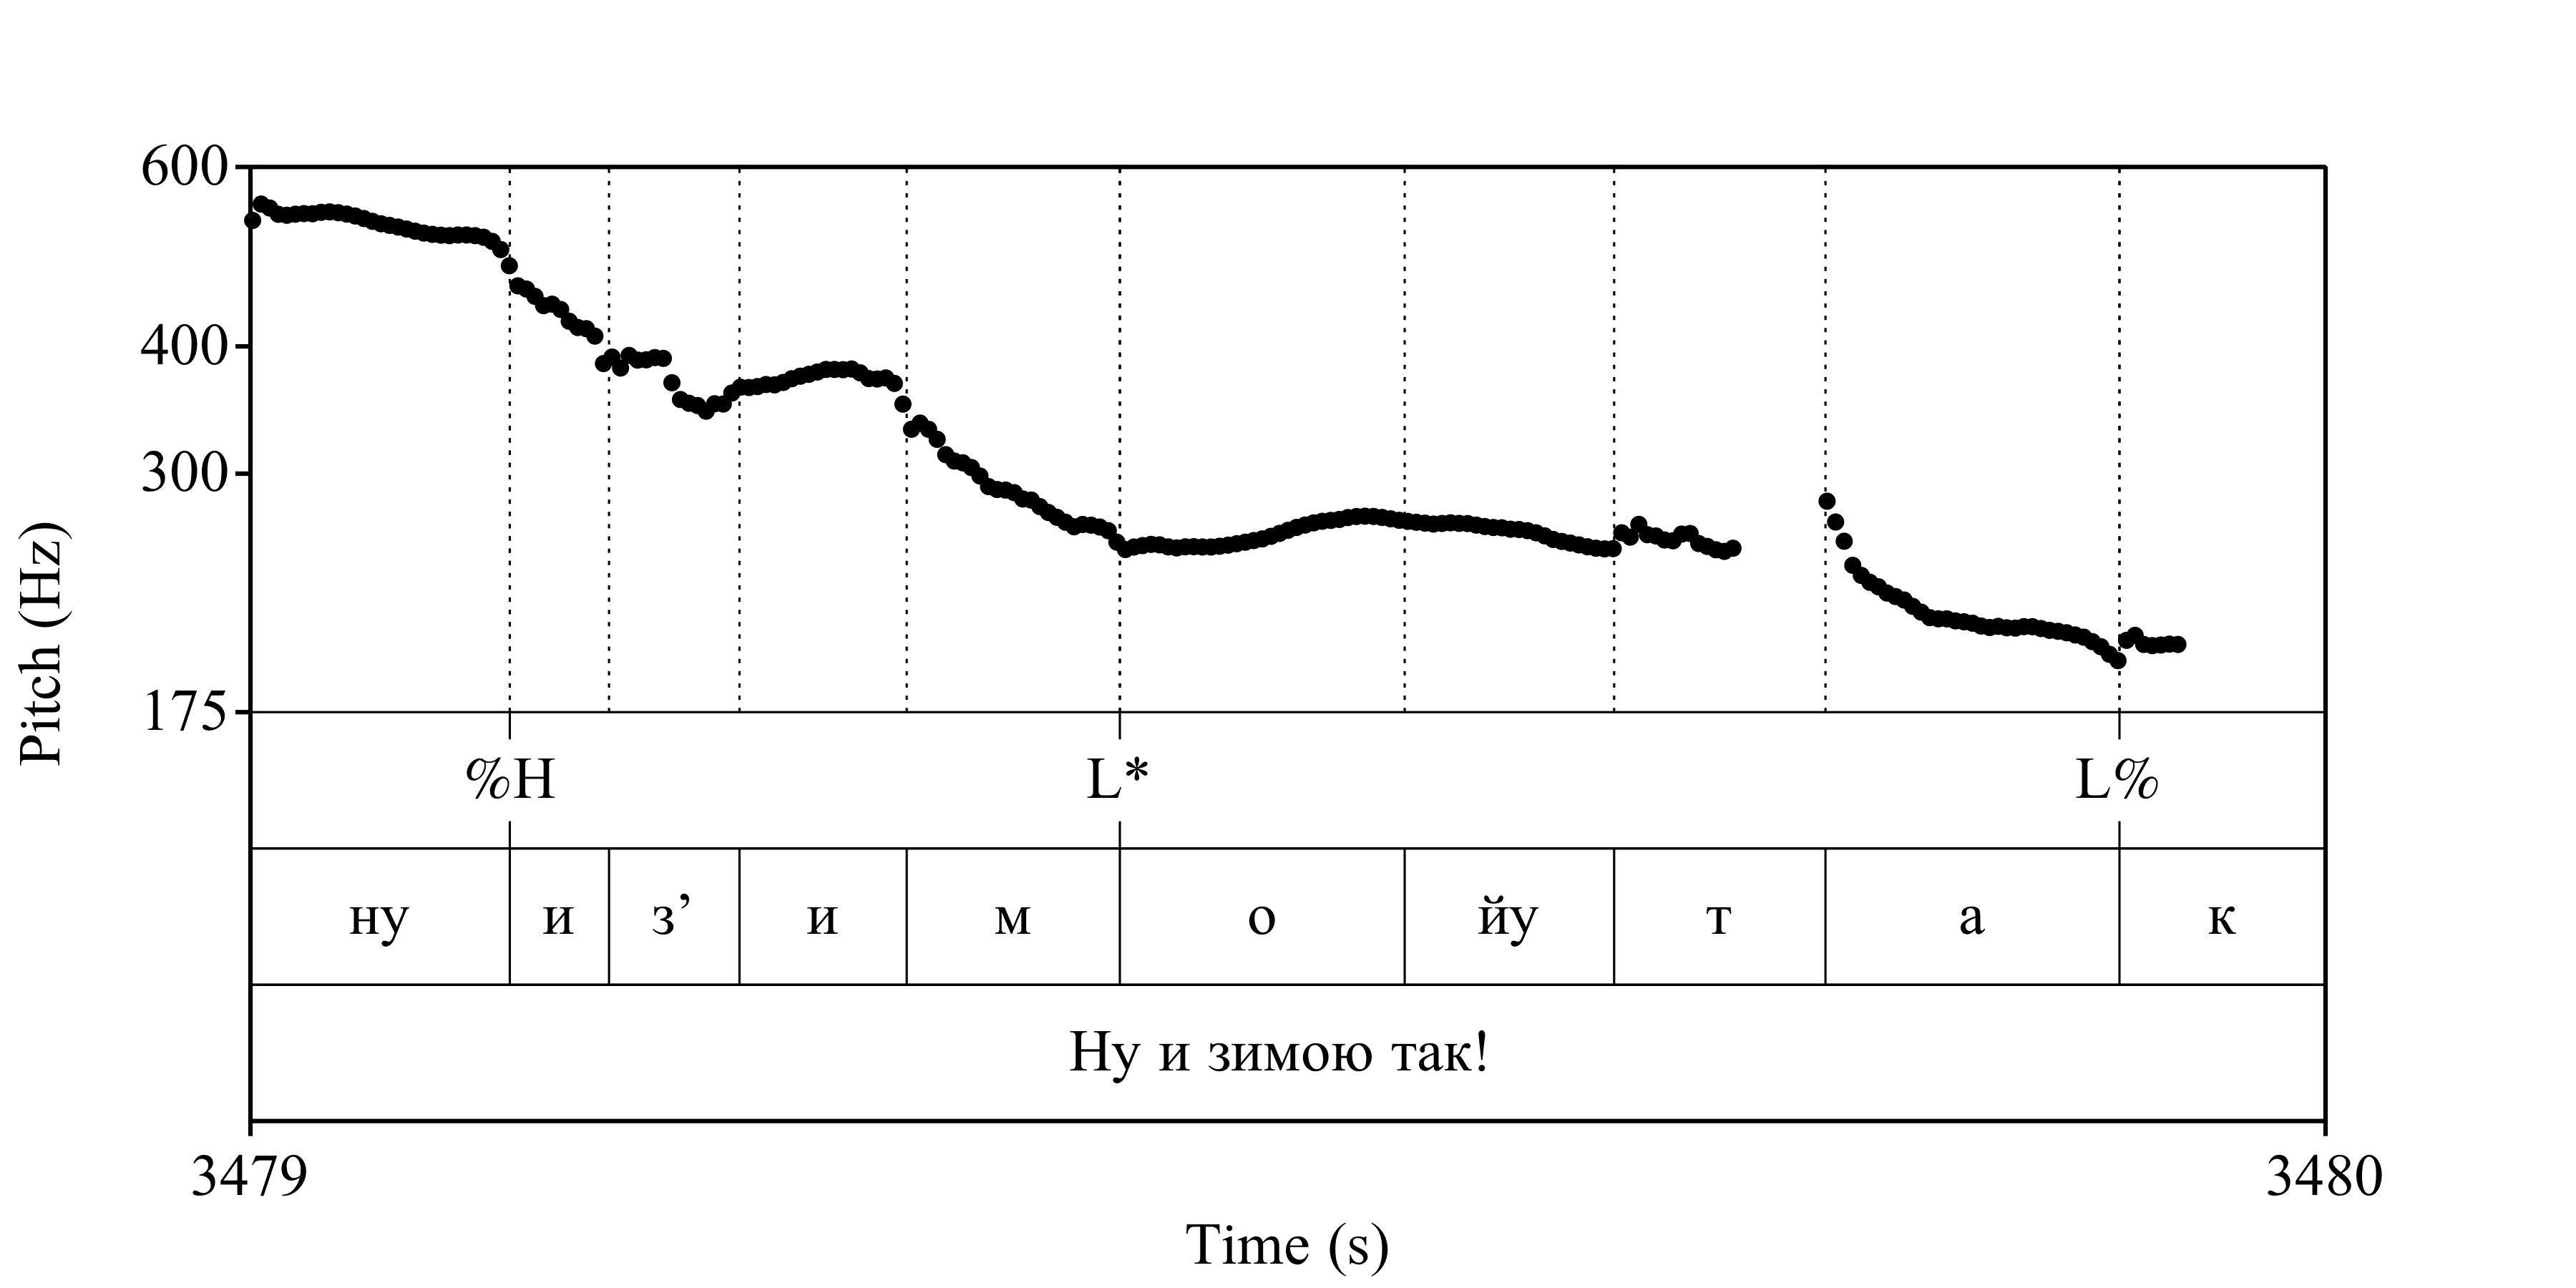 600
400
300
175
Pitch (Hz)
%H L* L%
ну и з’ и м о йу т а к
Ну и зимою так!
3479 3480
Time (s)